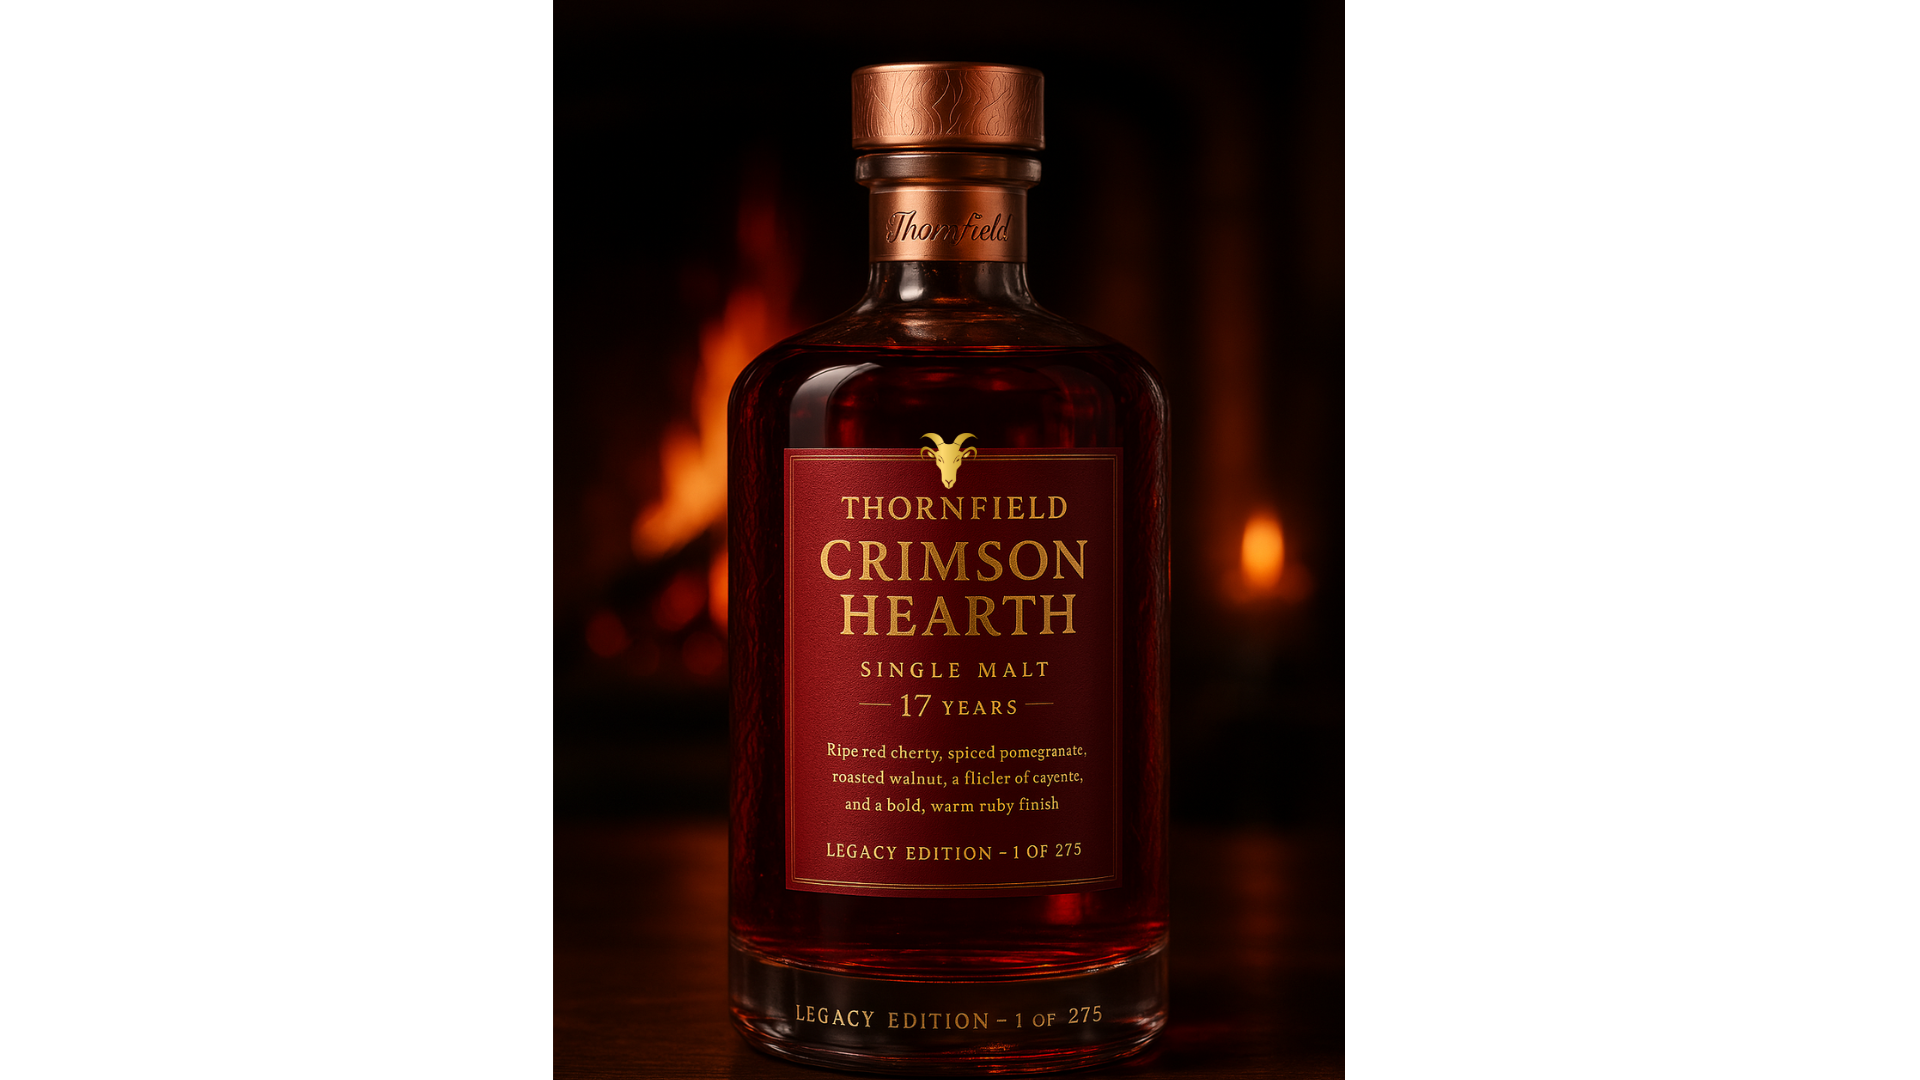 Thornfield
THORNFIELD
CRIMSON
HEARTH
SINGLE MALT
17 YEARS
Ripe red cherty, spiced pomegranate,
roasted walnut, a flicler of cayente,
and a bold, warm ruby finish
LEGACY EDITION – 1 OF 275
LEGACY EDITION – 1 OF 275